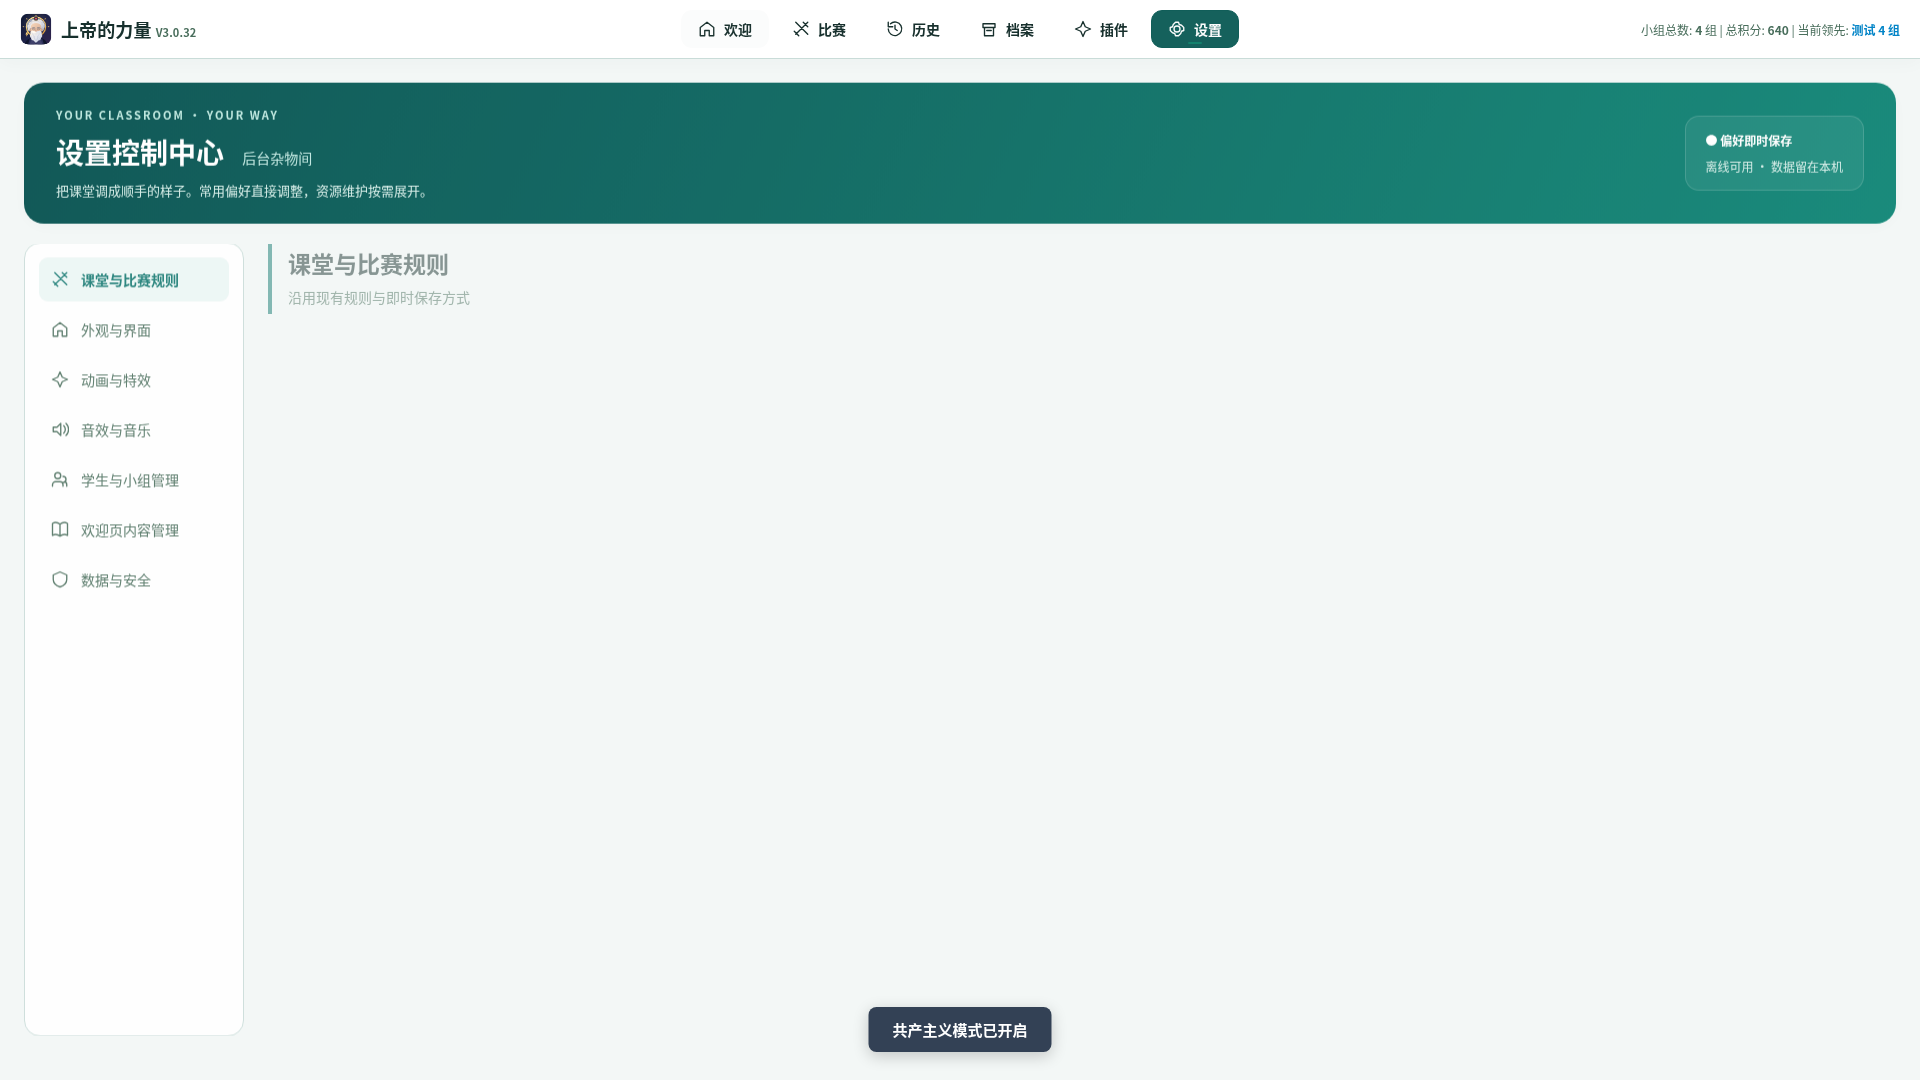 上帝的力量 V3.0.32
欢迎
比赛
历史
档案
插件
设置
小组总数: 4 组 | 总积分: 640 | 当前领先: 测试 4 组
YOUR CLASSROOM · YOUR WAY
设置控制中心 后台杂物间
把课堂调成顺手的样子。常用偏好直接调整，资源维护按需展开。
偏好即时保存
离线可用 · 数据留在本机
课堂与比赛规则
外观与界面
动画与特效
音效与音乐
学生与小组管理
欢迎页内容管理
数据与安全
课堂与比赛规则
沿用现有规则与即时保存方式
共产主义模式已开启